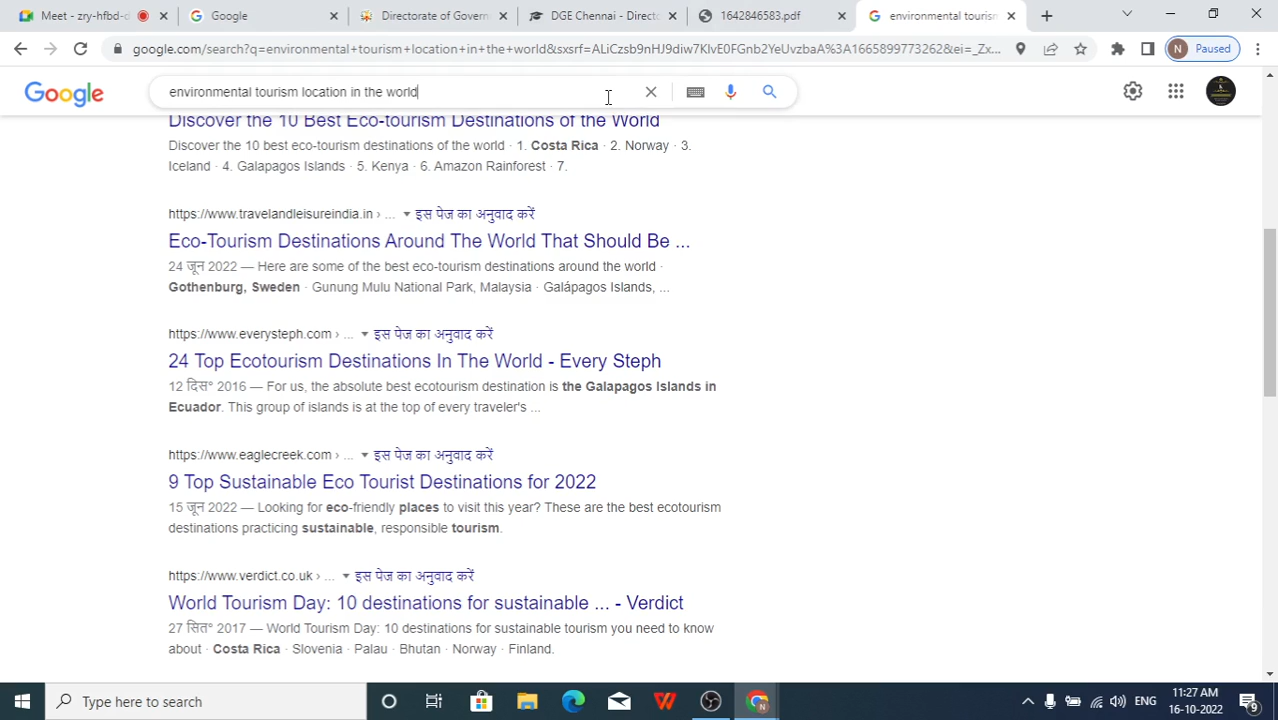 Meet - zry-hfbd-
Google
Directorate of Govern
DGE Chennai - Direct
1642846583.pdf
environmental tourism
google.com/search?q=environmental+tourism+location+in+the+world&sxsrf=ALiCzsb9nHJ9diw7KlvE0FGnb2YeUvzbaA%3A1665899773262&ei=_Zx...
N Paused
Google
environmental tourism location in the world
Discover the 10 Best Eco-tourism Destinations of the World
Discover the 10 best eco-tourism destinations of the world · 1. Costa Rica · 2. Norway · 3.
Iceland · 4. Galapagos Islands · 5. Kenya · 6. Amazon Rainforest · 7.
https://www.travelandleisureindia.in › ... इस पेज का अनुवाद करें
Eco-Tourism Destinations Around The World That Should Be ...
24 जून 2022 — Here are some of the best eco-tourism destinations around the world ·
Gothenburg, Sweden · Gunung Mulu National Park, Malaysia · Galápagos Islands, ...
https://www.everysteph.com › ... इस पेज का अनुवाद करें
24 Top Ecotourism Destinations In The World - Every Steph
12 दिस॰ 2016 — For us, the absolute best ecotourism destination is the Galapagos Islands in
Ecuador. This group of islands is at the top of every traveler's ...
https://www.eaglecreek.com › ... इस पेज का अनुवाद करें
9 Top Sustainable Eco Tourist Destinations for 2022
15 जून 2022 — Looking for eco-friendly places to visit this year? These are the best ecotourism
destinations practicing sustainable, responsible tourism.
https://www.verdict.co.uk › ... इस पेज का अनुवाद करें
World Tourism Day: 10 destinations for sustainable ... - Verdict
27 सित॰ 2017 — World Tourism Day: 10 destinations for sustainable tourism you need to know
about · Costa Rica · Slovenia · Palau · Bhutan · Norway · Finland.
Type here to search
ENG
11:27 AM
16-10-2022
9